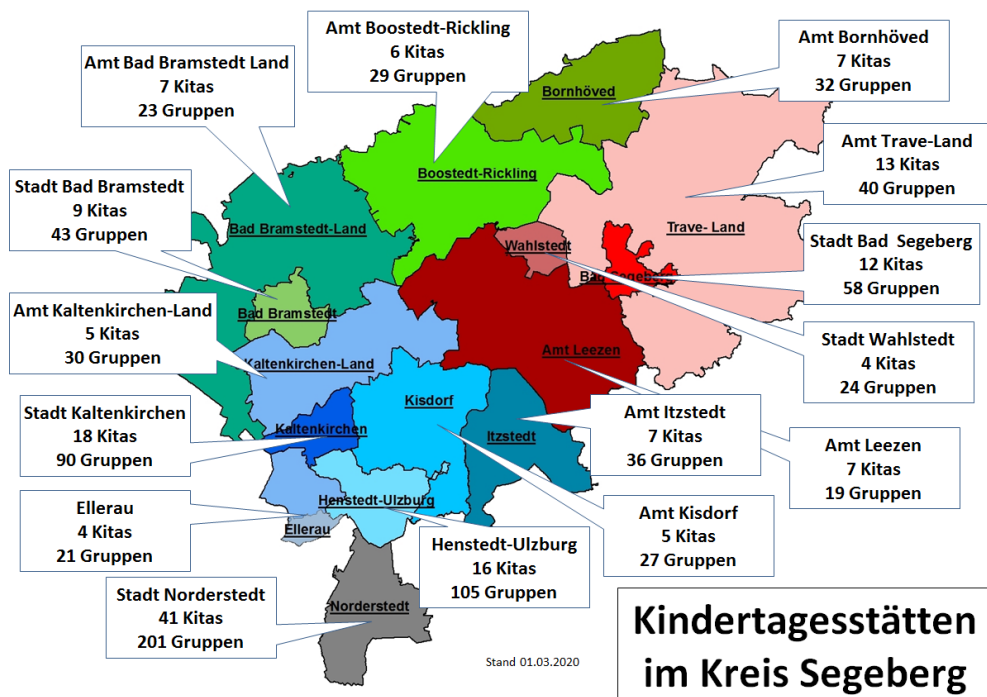 Amt Boostedt-Rickling
6 Kitas
29 Gruppen
Amt Bornhöved
7 Kitas
32 Gruppen
Amt Bad Bramstedt Land
7 Kitas
23 Gruppen
Amt Trave-Land
13 Kitas
40 Gruppen
Stadt Bad Bramstedt
9 Kitas
43 Gruppen
Stadt Bad Segeberg
12 Kitas
58 Gruppen
Amt Kaltenkirchen-Land
5 Kitas
30 Gruppen
Stadt Wahlstedt
4 Kitas
24 Gruppen
Stadt Kaltenkirchen
18 Kitas
90 Gruppen
Amt Itzstedt
7 Kitas
36 Gruppen
Amt Leezen
7 Kitas
19 Gruppen
Ellerau
4 Kitas
21 Gruppen
Amt Kisdorf
5 Kitas
27 Gruppen
Henstedt-Ulzburg
16 Kitas
105 Gruppen
Stadt Norderstedt
41 Kitas
201 Gruppen
Bornhöved
Boostedt-Rickling
Bad Bramstedt-Land
Wahlstedt
Trave- Land
Bad Segeberg
Bad Bramstedt
Kaltenkirchen-Land
Amt Leezen
Kisdorf
Kaltenkirchen
Itzstedt
Henstedt-Ulzburg
Ellerau
Norderstedt
Stand 01.03.2020
Kindertagesstätten
im Kreis Segeberg